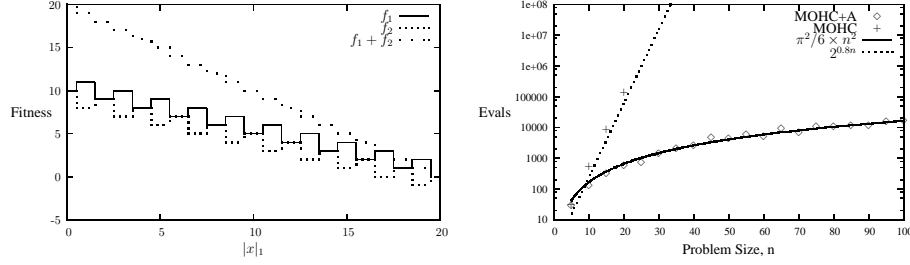 20
15
10
5
0
-5
Fitness
0 5 10 15 20
|x|₁
f₁
f₂
f₁ + f₂
1e+08
1e+07
1e+06
100000
10000
1000
100
10
Evals
0 10 20 30 40 50 60 70 80 90 100
Problem Size, n
MOHC+A
MOHC
π²/6 × n²
2^0.8n